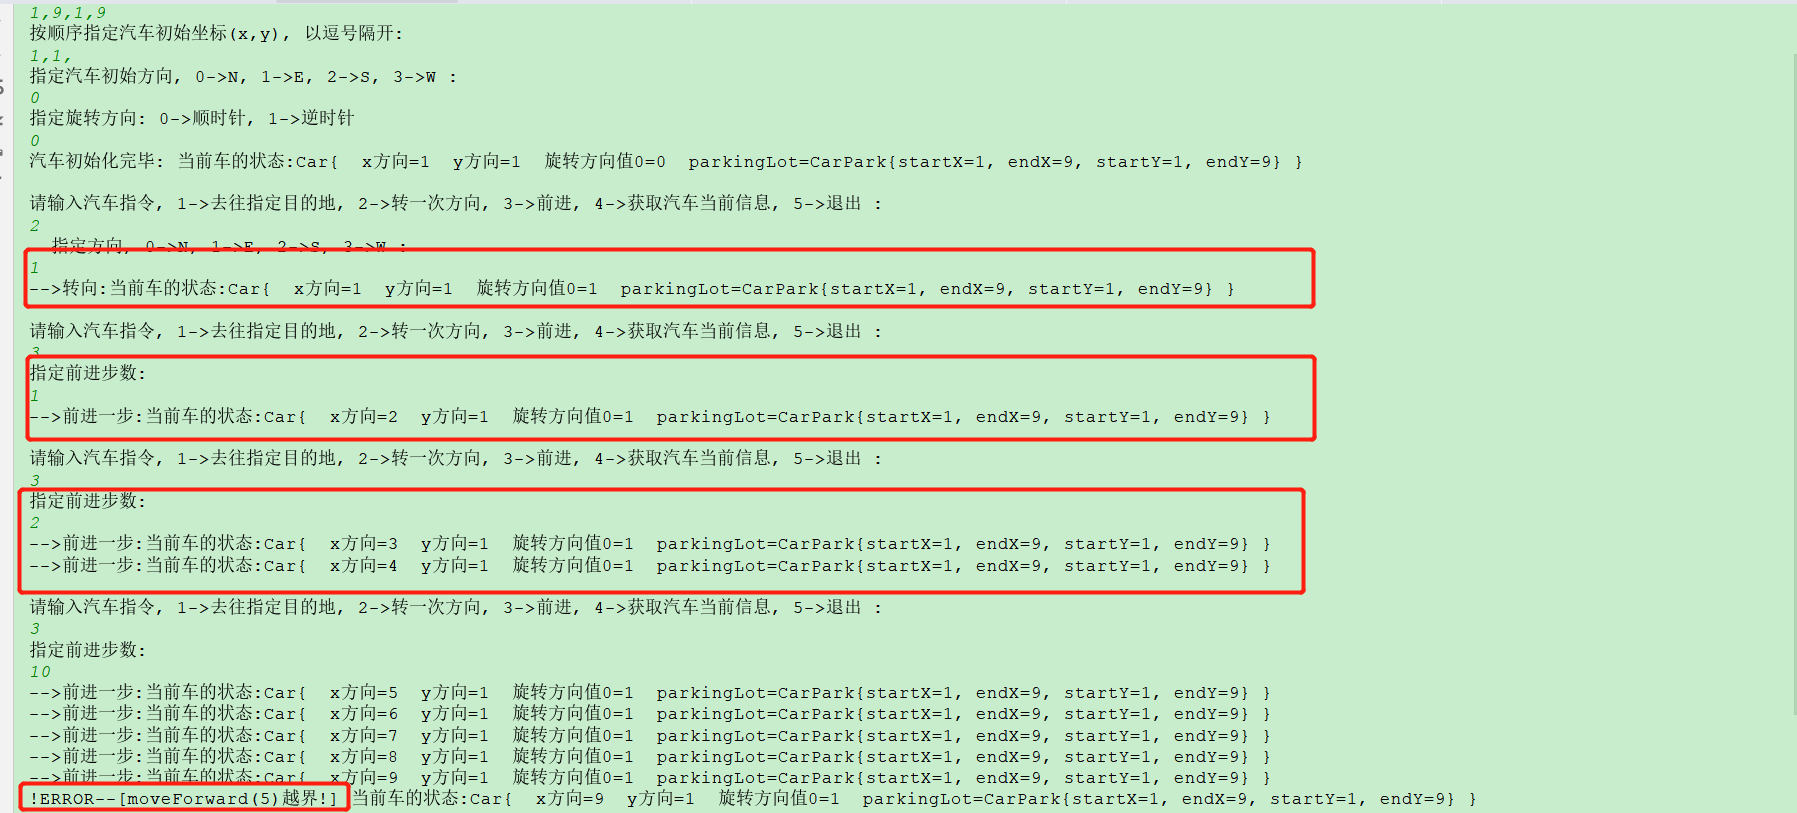 1,9,1,9
按顺序指定汽车初始坐标(x,y), 以逗号隔开:
1,1,
指定汽车初始方向, 0->N, 1->E, 2->S, 3->W :
0
指定旋转方向: 0->顺时针, 1->逆时针
0
汽车初始化完毕: 当前车的状态:Car{  x方向=1  y方向=1  旋转方向值0=0  parkingLot=CarPark{startX=1, endX=9, startY=1, endY=9} }
请输入汽车指令, 1->去往指定目的地, 2->转一次方向, 3->前进, 4->获取汽车当前信息, 5->退出 :
2
指定方向, 0->N, 1->E, 2->S, 3->W :
1
-->转向:当前车的状态:Car{  x方向=1  y方向=1  旋转方向值0=1  parkingLot=CarPark{startX=1, endX=9, startY=1, endY=9} }
请输入汽车指令, 1->去往指定目的地, 2->转一次方向, 3->前进, 4->获取汽车当前信息, 5->退出 :
3
指定前进步数:
1
-->前进一步:当前车的状态:Car{  x方向=2  y方向=1  旋转方向值0=1  parkingLot=CarPark{startX=1, endX=9, startY=1, endY=9} }
请输入汽车指令, 1->去往指定目的地, 2->转一次方向, 3->前进, 4->获取汽车当前信息, 5->退出 :
3
指定前进步数:
2
-->前进一步:当前车的状态:Car{  x方向=3  y方向=1  旋转方向值0=1  parkingLot=CarPark{startX=1, endX=9, startY=1, endY=9} }
-->前进一步:当前车的状态:Car{  x方向=4  y方向=1  旋转方向值0=1  parkingLot=CarPark{startX=1, endX=9, startY=1, endY=9} }
请输入汽车指令, 1->去往指定目的地, 2->转一次方向, 3->前进, 4->获取汽车当前信息, 5->退出 :
3
指定前进步数:
10
-->前进一步:当前车的状态:Car{  x方向=5  y方向=1  旋转方向值0=1  parkingLot=CarPark{startX=1, endX=9, startY=1, endY=9} }
-->前进一步:当前车的状态:Car{  x方向=6  y方向=1  旋转方向值0=1  parkingLot=CarPark{startX=1, endX=9, startY=1, endY=9} }
-->前进一步:当前车的状态:Car{  x方向=7  y方向=1  旋转方向值0=1  parkingLot=CarPark{startX=1, endX=9, startY=1, endY=9} }
-->前进一步:当前车的状态:Car{  x方向=8  y方向=1  旋转方向值0=1  parkingLot=CarPark{startX=1, endX=9, startY=1, endY=9} }
-->前进一步:当前车的状态:Car{  x方向=9  y方向=1  旋转方向值0=1  parkingLot=CarPark{startX=1, endX=9, startY=1, endY=9} }
!ERROR--[moveForward(5)越界!] 当前车的状态:Car{  x方向=9  y方向=1  旋转方向值0=1  parkingLot=CarPark{startX=1, endX=9, startY=1, endY=9} }